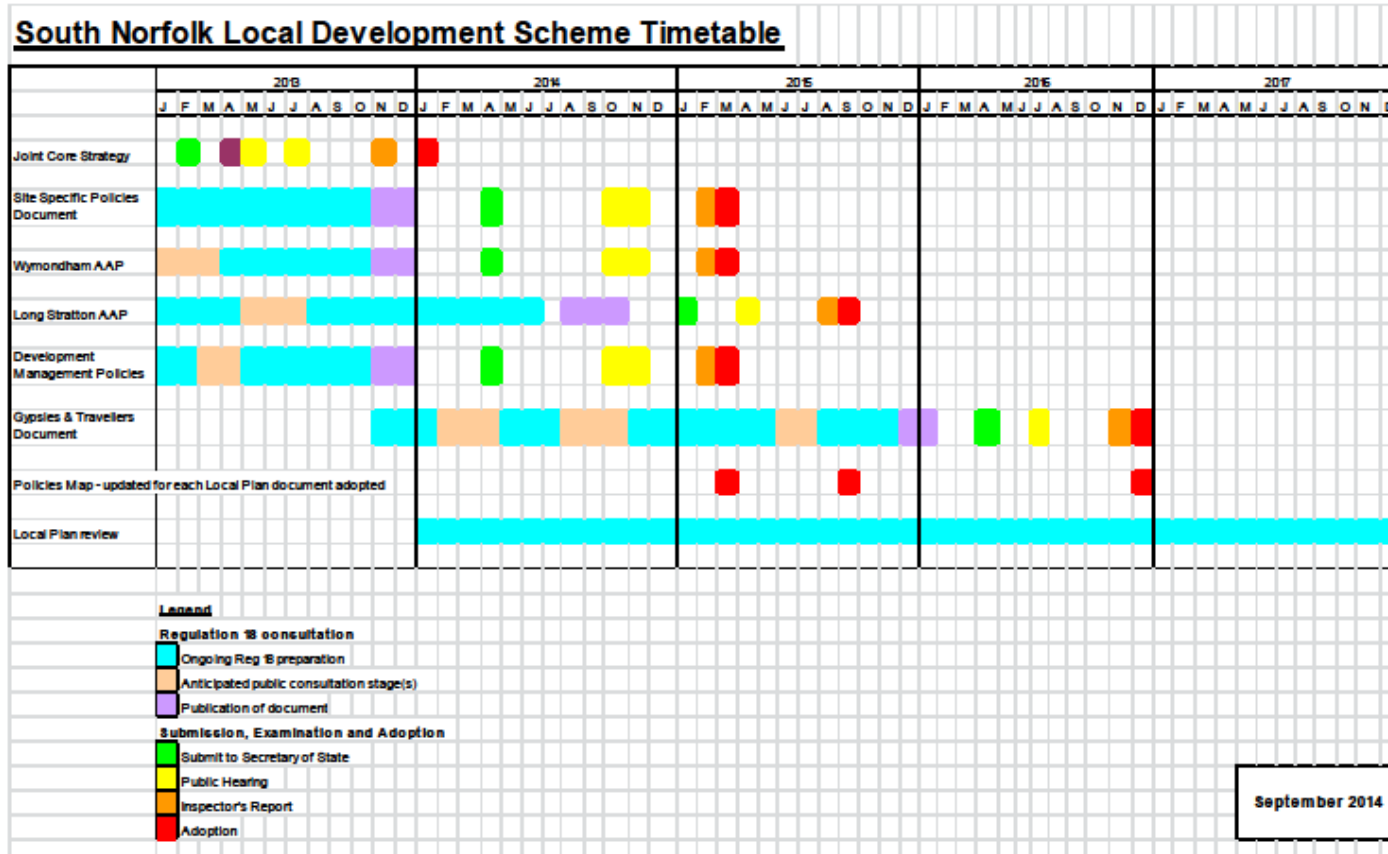 South Norfolk Local Development Scheme Timetable
2013 2014 2015 2016 2017
J F M A M J J A S O N D J F M A M J J A S O N D J F M A M J J A S O N D J F M A M J J A S O N D J F M A M J J A S O N D
Joint Core Strategy
Site Specific Policies
Document
Wymondham AAP
Long Stratton AAP
Development
Management Policies
Gypsies & Travellers
Document
Policies Map - updated for each Local Plan document adopted
Local Plan review
Legend
Regulation 18 consultation
Ongoing Reg 18 preparation
Anticipated public consultation stage(s)
Publication of document
Submission, Examination and Adoption
Submit to Secretary of State
Public Hearing
Inspector's Report
Adoption
September 2014